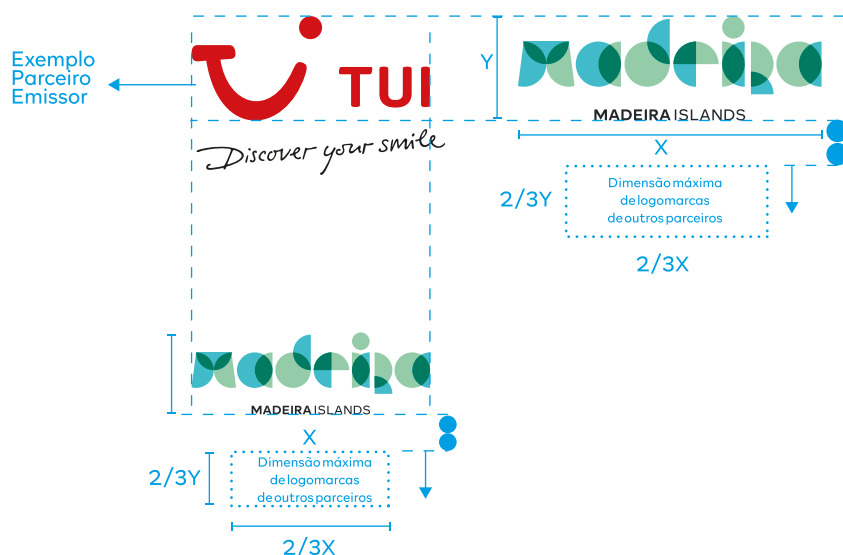 Exemplo
Parceiro
Emissor
TUI
Discover your smile
Y
madeira
MADEIRA ISLANDS
X
2/3Y
Dimensão máxima
de logomarcas
de outros parceiros
2/3X
madeira
MADEIRA ISLANDS
X
2/3Y
Dimensão máxima
de logomarcas
de outros parceiros
2/3X